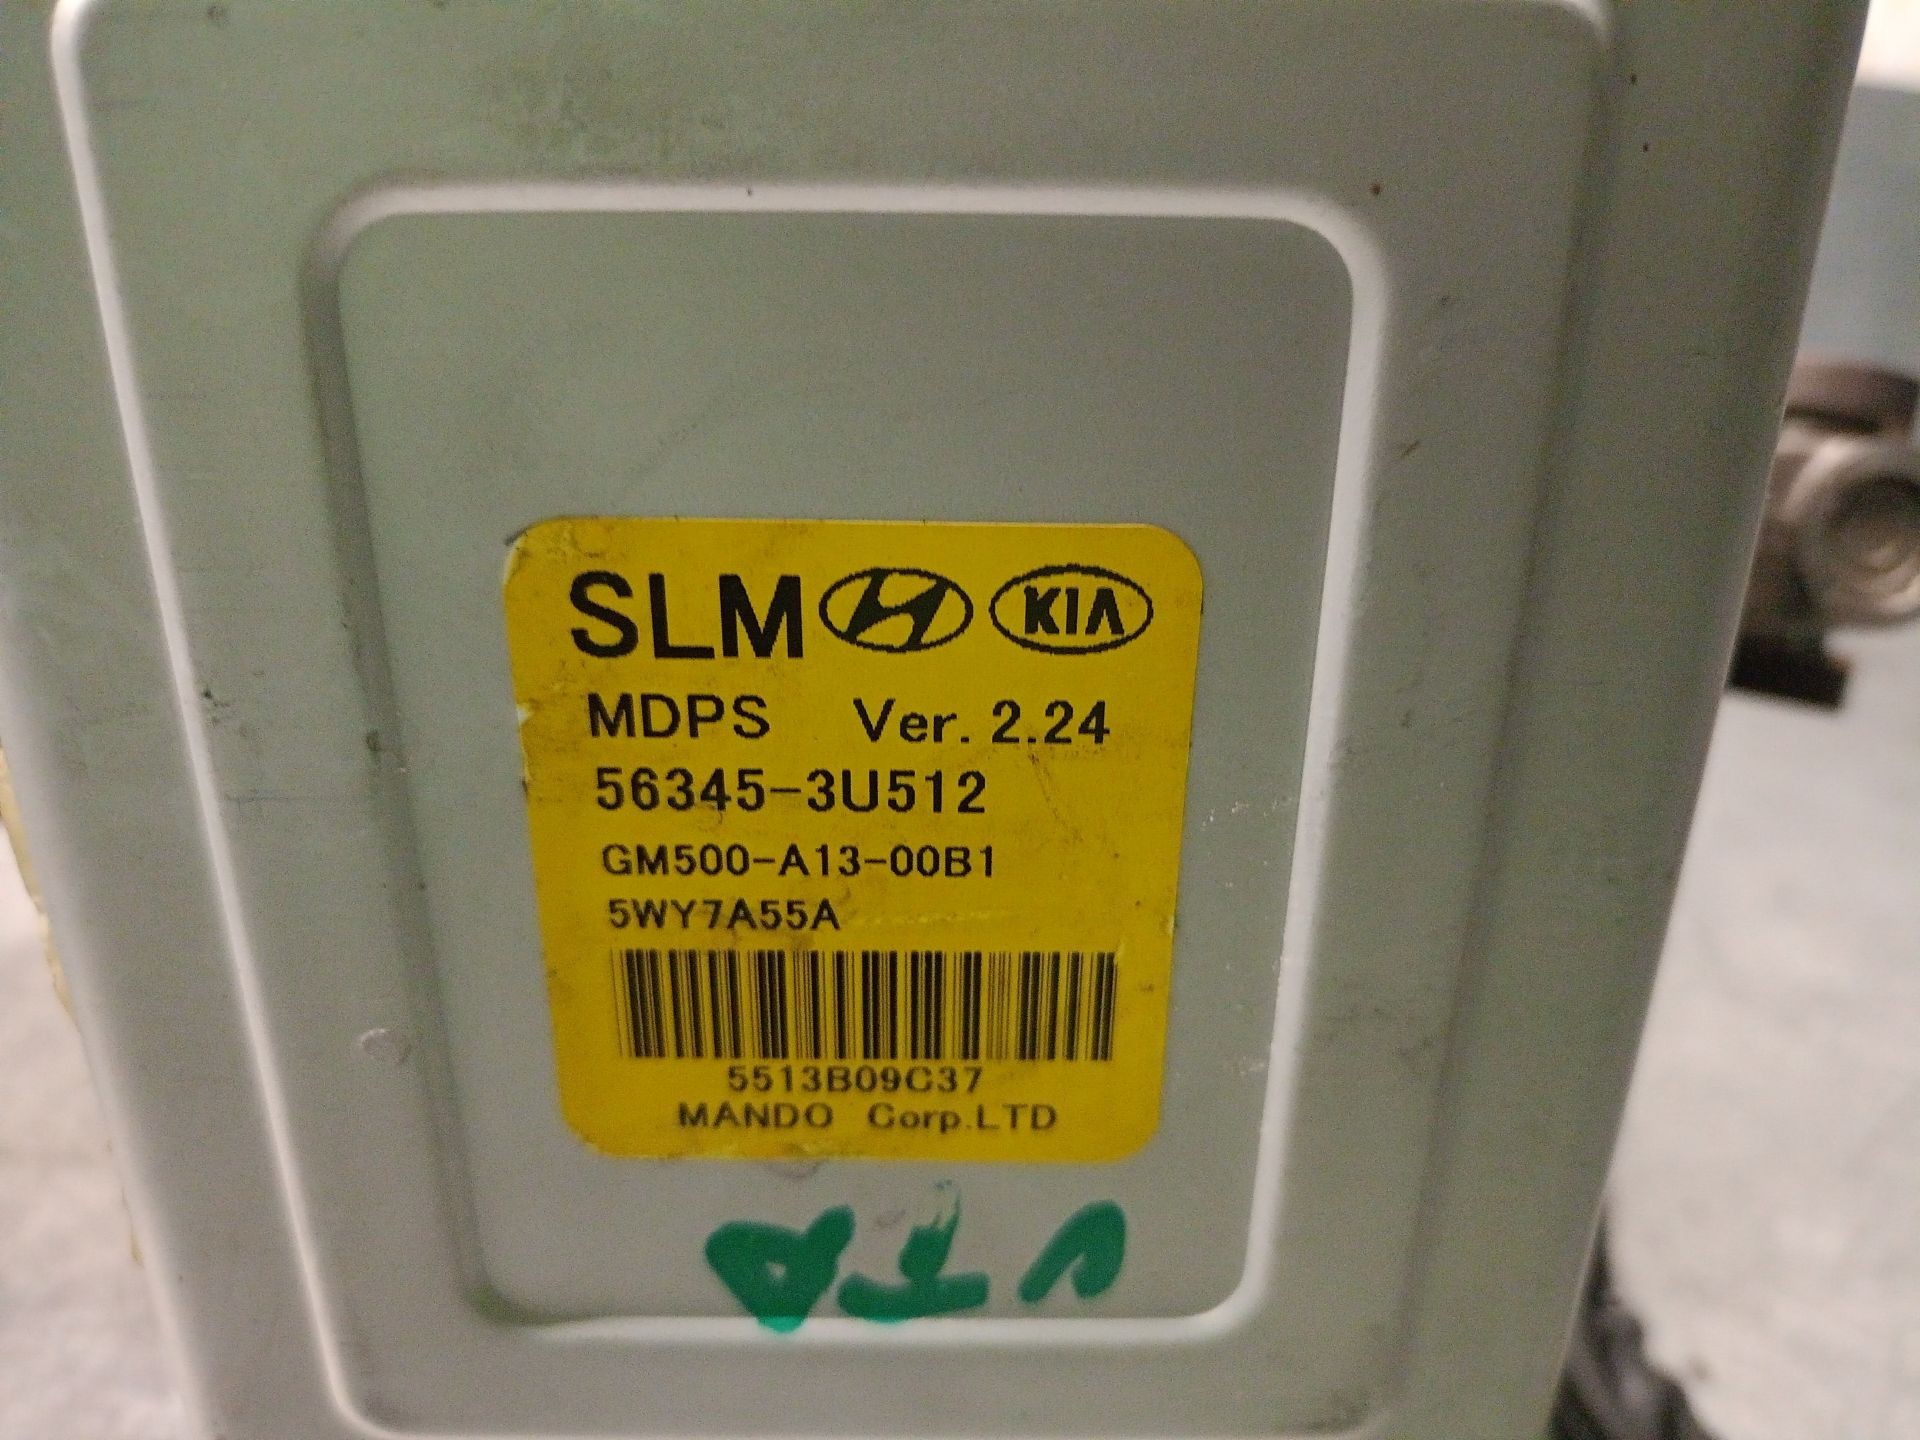 SLM KIA
MDPS Ver. 2.24
56345-3U512
GM500-A13-00B1
5WY7A55A
5513B09C37
MANDO Corp.LTD